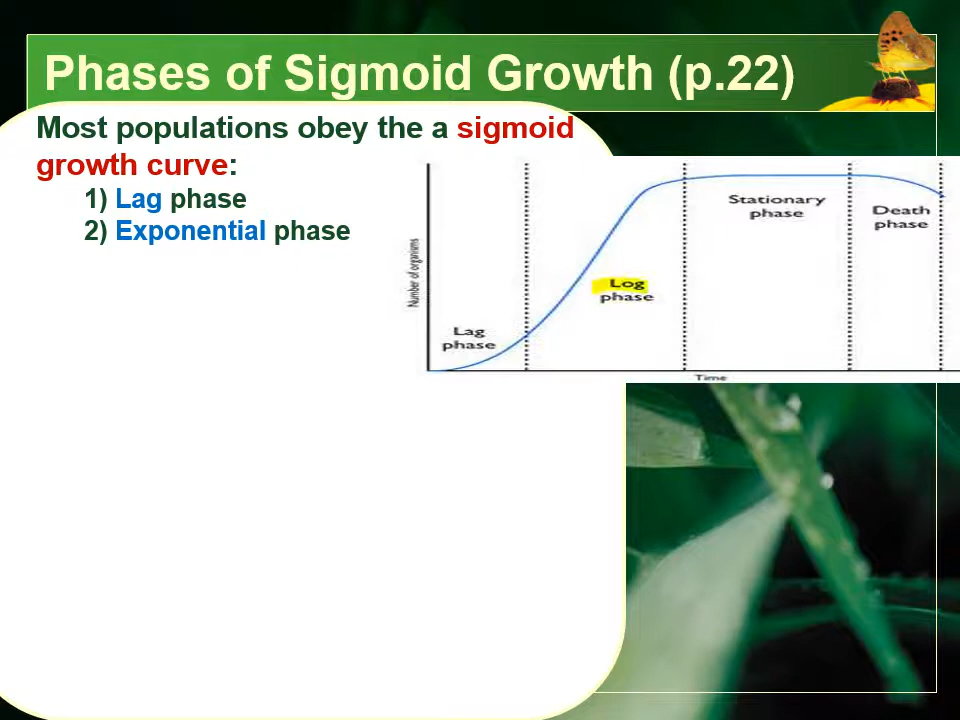 Phases of Sigmoid Growth (p.22)
Most populations obey the a sigmoid
growth curve:
1) Lag phase
2) Exponential phase
Number of organisms
Lag
phase
Log
phase
Stationary
phase
Death
phase
Time